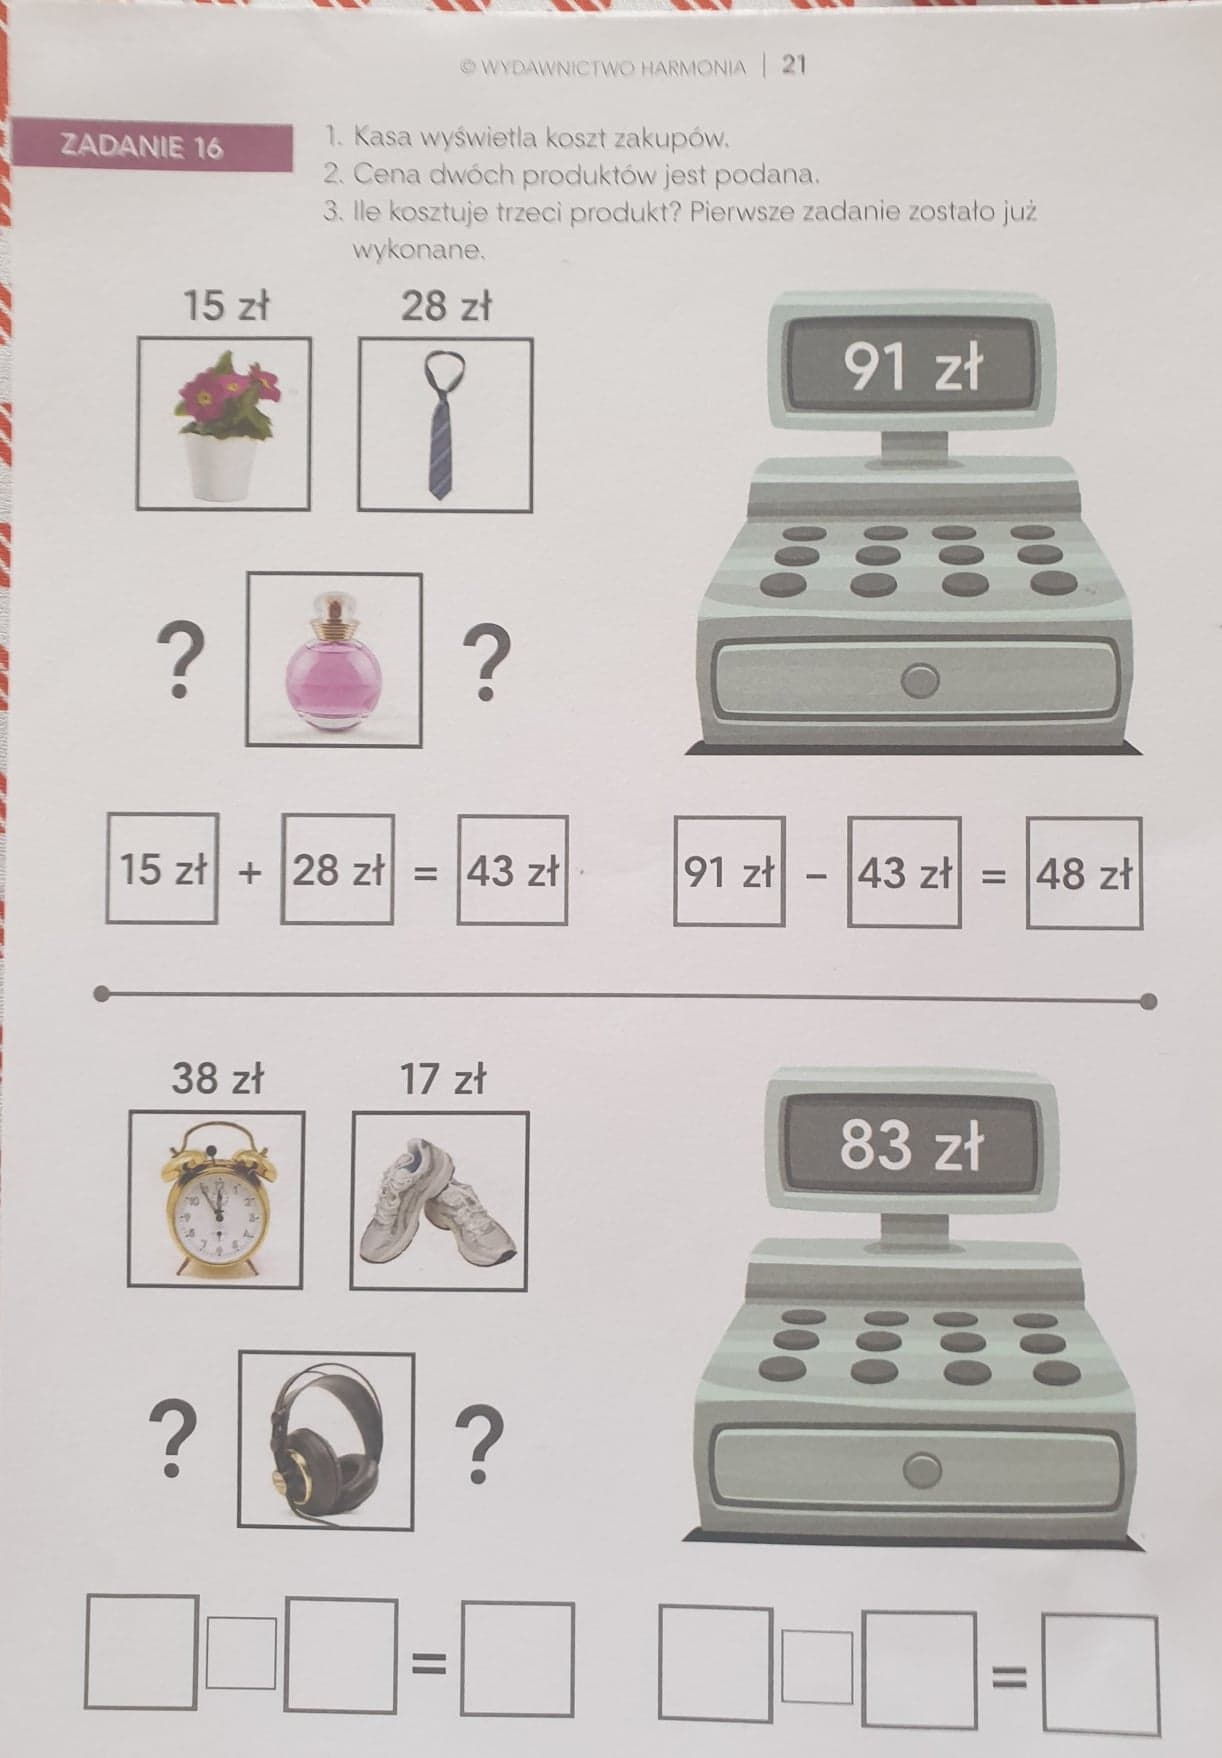 © WYDAWNICTWO HARMONIA | 21
ZADANIE 16
1. Kasa wyświetla koszt zakupów.
2. Cena dwóch produktów jest podana.
3. Ile kosztuje trzeci produkt? Pierwsze zadanie zostało już
wykonane.
15 zł 28 zł
91 zł
? ?
15 zł + 28 zł = 43 zł 91 zł – 43 zł = 48 zł
38 zł 17 zł
83 zł
? ?
= =